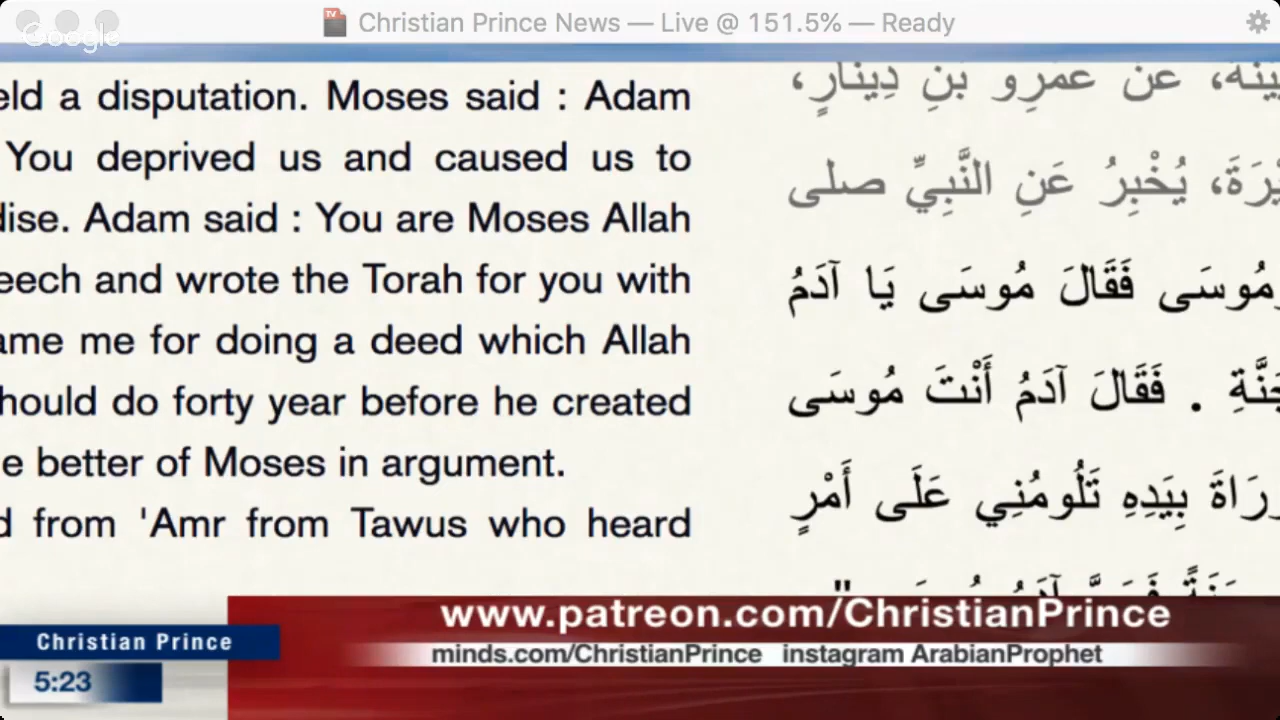 Christian Prince News — Live @ 151.5% — Ready
Google
eld a disputation. Moses said : Adam
You deprived us and caused us to
dise. Adam said : You are Moses Allah
eech and wrote the Torah for you with
ame me for doing a deed which Allah
hould do forty year before he created
e better of Moses in argument.
d from 'Amr from Tawus who heard
عَنْ عَمْرِو بْنِ دِينَارٍ،
يْرَةَ، يُخْبِرُ عَنِ النَّبِيِّ صلى
مُوسَى فَقَالَ مُوسَى يَا آدَمُ
جَنَّةِ . فَقَالَ آدَمُ أَنْتَ مُوسَى
رَاةَ بِيَدِهِ تَلُومُنِي عَلَى أَمْرٍ
www.patreon.com/ChristianPrince
minds.com/ChristianPrince instagram ArabianProphet
Christian Prince
5:23